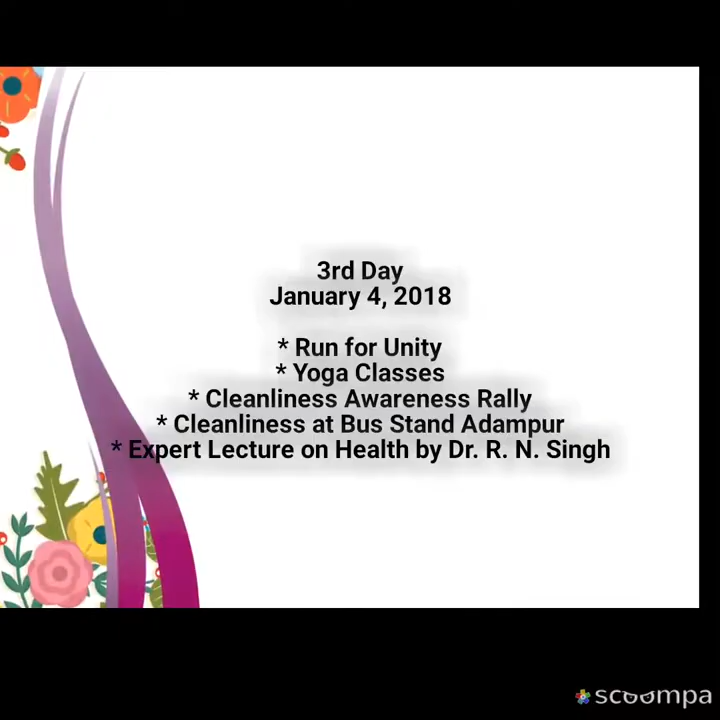 3rd Day
January 4, 2018
* Run for Unity
* Yoga Classes
* Cleanliness Awareness Rally
* Cleanliness at Bus Stand Adampur
* Expert Lecture on Health by Dr. R. N. Singh
scoompa